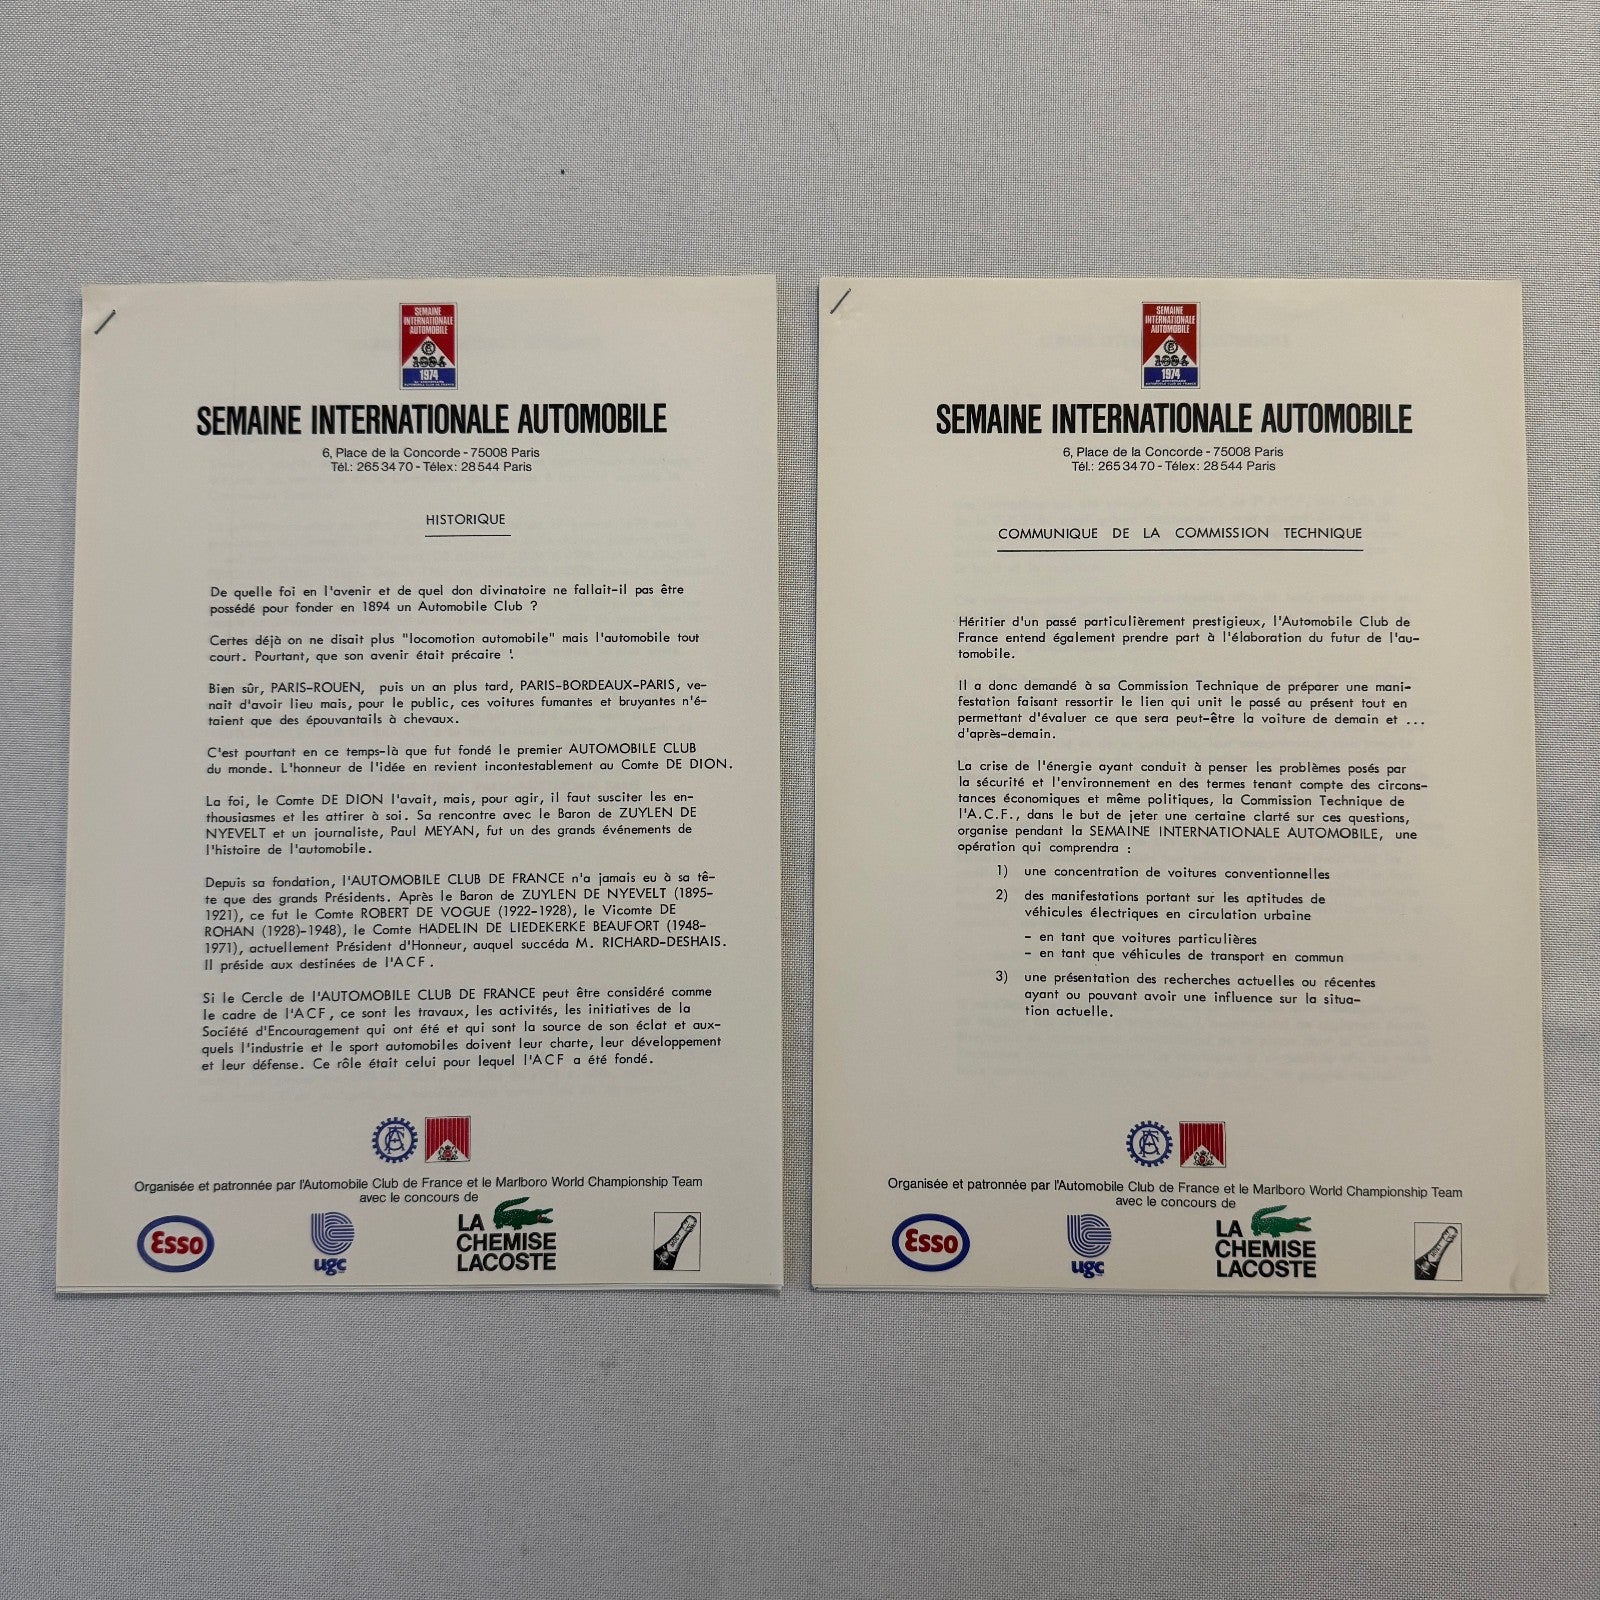 SEMAINE
INTERNATIONALE
AUTOMOBILE
1894
1974
SEMAINE INTERNATIONALE AUTOMOBILE
6, Place de la Concorde - 75008 Paris
Tél.: 265 34 70 - Télex: 28 544 Paris
HISTORIQUE
De quelle foi en l'avenir et de quel don divinatoire ne fallait-il pas être
possédé pour fonder en 1894 un Automobile Club ?
Certes déjà on ne disait plus "locomotion automobile" mais l'automobile tout
court. Pourtant, que son avenir était précaire !
Bien sûr, PARIS-ROUEN, puis un an plus tard, PARIS-BORDEAUX-PARIS, ve-
nait d'avoir lieu mais, pour le public, ces voitures fumantes et bruyantes n'é-
taient que des épouvantails à chevaux.
C'est pourtant en ce temps-là que fut fondé le premier AUTOMOBILE CLUB
du monde. L'honneur de l'idée en revient incontestablement au Comte DE DION.
La foi, le Comte DE DION l'avait, mais, pour agir, il faut susciter les en-
thousiasmes et les attirer à soi. Sa rencontre avec le Baron de ZUYLEN DE
NYEVELT et un journaliste, Paul MEYAN, fut un des grands événements de
l'histoire de l'automobile.
Depuis sa fondation, l'AUTOMOBILE CLUB DE FRANCE n'a jamais eu à sa tê-
te que des grands Présidents. Après le Baron de ZUYLEN DE NYEVELT (1895-
1921), ce fut le Comte ROBERT DE VOGUE (1922-1928), le Vicomte DE
ROHAN (1928)-1948), le Comte HADELIN DE LIEDEKERKE BEAUFORT (1948-
1971), actuellement Président d'Honneur, auquel succéda M. RICHARD-DESHAIS.
Il préside aux destinées de l'ACF.
Si le Cercle de l'AUTOMOBILE CLUB DE FRANCE peut être considéré comme
le cadre de l'ACF, ce sont les travaux, les activités, les initiatives de la
Société d'Encouragement qui ont été et qui sont la source de son éclat et aux-
quels l'industrie et le sport automobiles doivent leur charte, leur développement
et leur défense. Ce rôle était celui pour lequel l'ACF a été fondé.
Organisée et patronnée par l'Automobile Club de France et le Marlboro World Championship Team
avec le concours de
Esso
ugc
LA
CHEMISE
LACOSTE
SEMAINE
INTERNATIONALE
AUTOMOBILE
1894
1974
SEMAINE INTERNATIONALE AUTOMOBILE
6, Place de la Concorde - 75008 Paris
Tél.: 265 34 70 - Télex: 28 544 Paris
COMMUNIQUE DE LA COMMISSION TECHNIQUE
Héritier d'un passé particulièrement prestigieux, l'Automobile Club de
France entend également prendre part à l'élaboration du futur de l'au-
tomobile.
Il a donc demandé à sa Commission Technique de préparer une mani-
festation faisant ressortir le lien qui unit le passé au présent tout en
permettant d'évaluer ce que sera peut-être la voiture de demain et ...
d'après-demain.
La crise de l'énergie ayant conduit à penser les problèmes posés par
la sécurité et l'environnement en des termes tenant compte des circons-
tances économiques et même politiques, la Commission Technique de
l'A.C.F., dans le but de jeter une certaine clarté sur ces questions,
organise pendant la SEMAINE INTERNATIONALE AUTOMOBILE, une
opération qui comprendra :
1) une concentration de voitures conventionnelles
2) des manifestations portant sur les aptitudes de
véhicules électriques en circulation urbaine
- en tant que voitures particulières
- en tant que véhicules de transport en commun
3) une présentation des recherches actuelles ou récentes
ayant ou pouvant avoir une influence sur la situa-
tion actuelle.
Organisée et patronnée par l'Automobile Club de France et le Marlboro World Championship Team
avec le concours de
Esso
ugc
LA
CHEMISE
LACOSTE